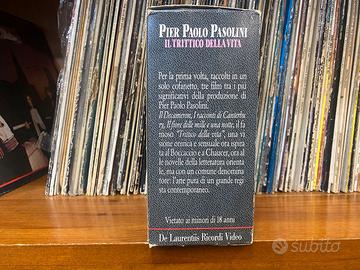 PIER PAOLO PASOLINI
IL TRITTICO DELLA VITA
Per la prima volta, raccolti in un
solo cofanetto, tre film tra i più
significativi della produzione di
Pier Paolo Pasolini.
Il Decamerone, I racconti di Canterbu-
ry, Il fiore delle mille e una notte, il fa
moso "Trittico della vita", una vi
sione onirica e sensuale ora ispira
ta al Boccaccio e a Chaucer, ora al
le novelle della letteratura orienta
le, ma con un comune denominatore:
l'arte pura di un grande regi
sta contemporaneo.
Vietato ai minori di 18 anni
De Laurentiis Ricordi Video
subito